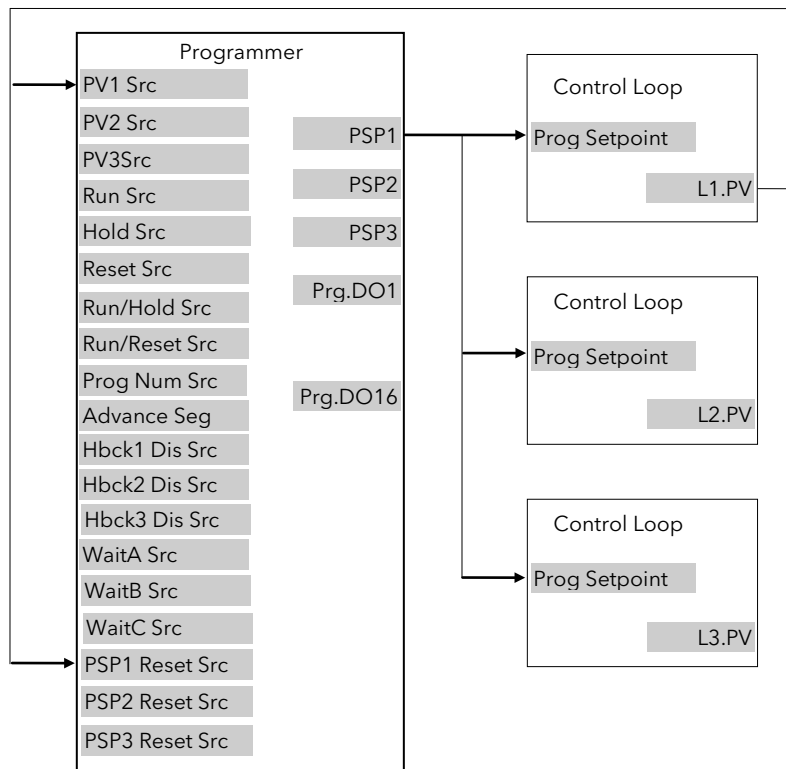 Programmer
PV1 Src
PV2 Src
PV3Src
Run Src
Hold Src
Reset Src
Run/Hold Src
Run/Reset Src
Prog Num Src
Advance Seg
Hbck1 Dis Src
Hbck2 Dis Src
Hbck3 Dis Src
WaitA Src
WaitB Src
WaitC Src
PSP1 Reset Src
PSP2 Reset Src
PSP3 Reset Src
PSP1
PSP2
PSP3
Prg.DO1
Prg.DO16
Control Loop
Prog Setpoint
L1.PV
Control Loop
Prog Setpoint
L2.PV
Control Loop
Prog Setpoint
L3.PV